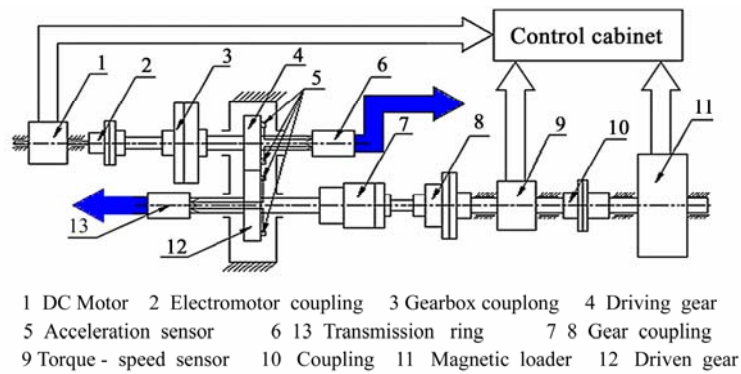 Control cabinet
1 2 3 4 5 6 11
7 8 9 10
13 12
1 DC Motor 2 Electromotor coupling 3 Gearbox couplong 4 Driving gear
5 Acceleration sensor 6 13 Transmission ring 7 8 Gear coupling
9 Torque - speed sensor 10 Coupling 11 Magnetic loader 12 Driven gear